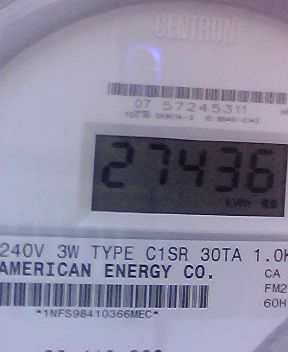 CENTRON
07 57245311
27436
kWh
240V 3W TYPE C1SR 30TA 1.0K
AMERICAN ENERGY CO.
CA
FM2
60H
*1NFS98410366MEC*